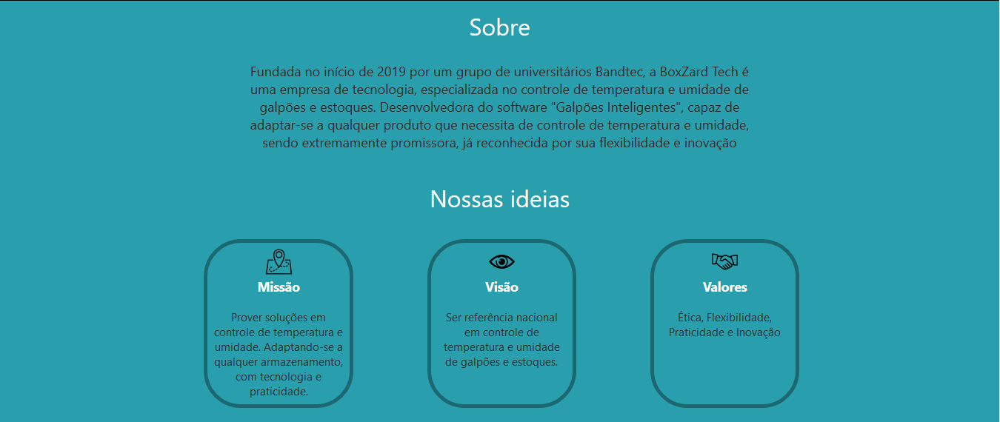 Sobre
Fundada no início de 2019 por um grupo de universitários Bandtec, a BoxZard Tech é
uma empresa de tecnologia, especializada no controle de temperatura e umidade de
galpões e estoques. Desenvolvedora do software "Galpões Inteligentes", capaz de
adaptar-se a qualquer produto que necessita de controle de temperatura e umidade,
sendo extremamente promissora, já reconhecida por sua flexibilidade e inovação
Nossas ideias
Missão
Prover soluções em
controle de temperatura e
umidade. Adaptando-se a
qualquer armazenamento,
com tecnologia e
praticidade.
Visão
Ser referência nacional
em controle de
temperatura e umidade
de galpões e estoques.
Valores
Ética, Flexibilidade,
Praticidade e Inovação